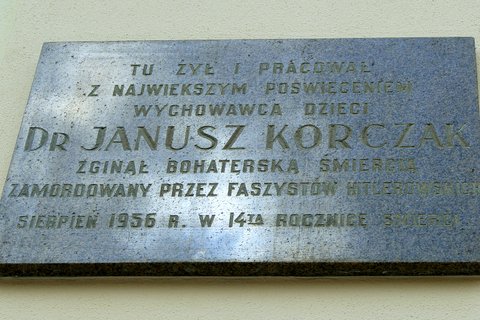 TU ŻYŁ I PRACOWAŁ
Z NAJWIĘKSZYM POŚWIĘCENIEM
WYCHOWAWCA DZIECI
DR JANUSZ KORCZAK
ZGINĄŁ BOHATERSKĄ ŚMIERCIĄ
ZAMORDOWANY PRZEZ FASZYSTÓW HITLEROWSKICH
SIERPIEŃ 1956 R. W 14TĄ ROCZNICĘ ŚMIERCI